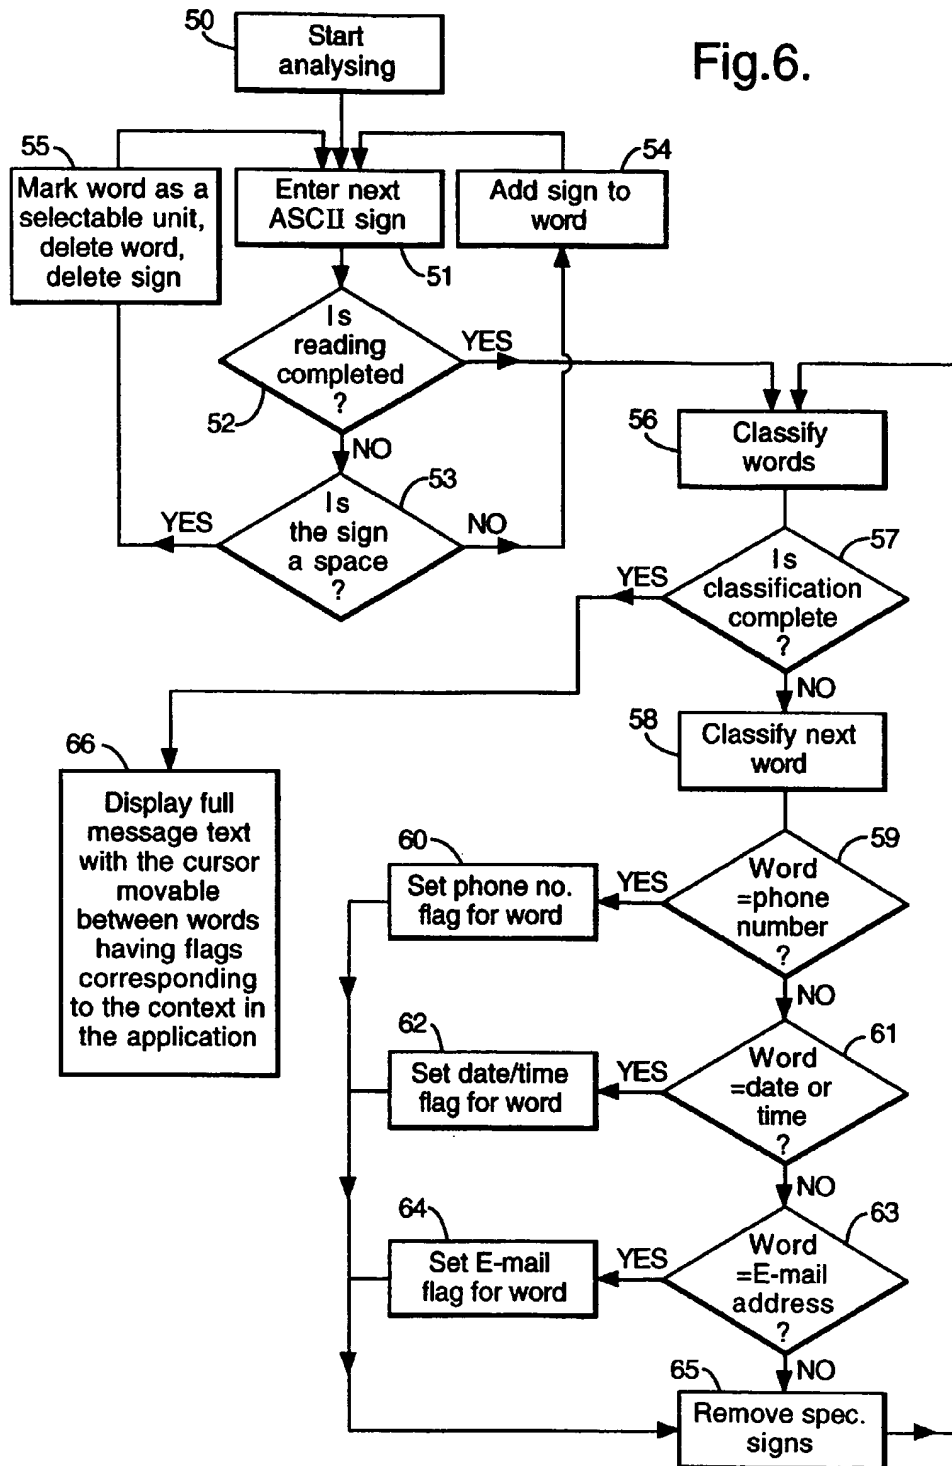 50
Start
analysing
Fig.6.
55
Mark word as a
selectable unit,
delete word,
delete sign
Enter next
ASCII sign
51
54
Add sign to
word
Is
reading
completed
?
52
YES
NO
Is
the sign
a space
?
53
YES
NO
56
Classify
words
Is
classification
complete
?
57
YES
NO
58
Classify next
word
66
Display full
message text
with the cursor
movable
between words
having flags
corresponding
to the context in
the application
Word
=phone
number
?
59
YES
60
Set phone no.
flag for word
NO
Word
=date or
time
?
61
YES
62
Set date/time
flag for word
NO
Word
=E-mail
address
?
63
YES
64
Set E-mail
flag for word
NO
65
Remove spec.
signs